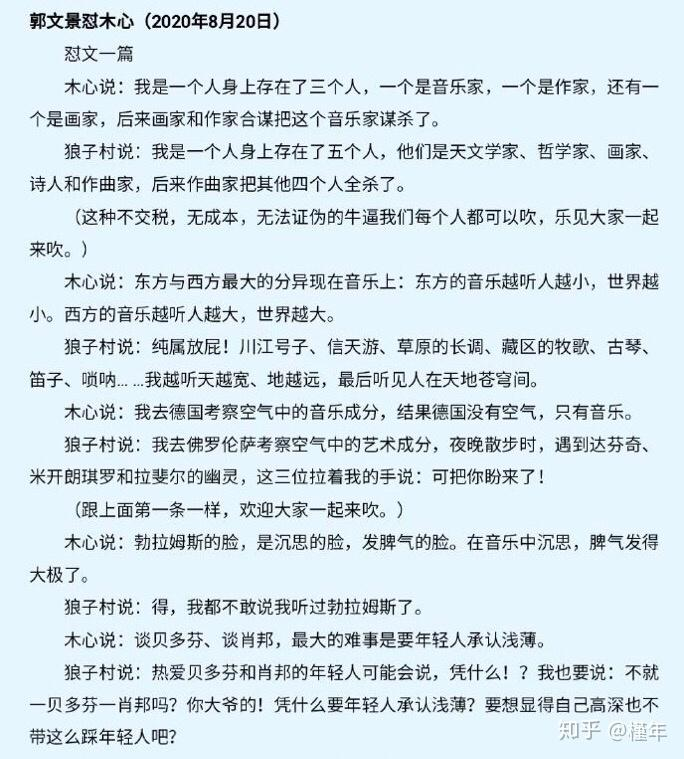 郭文景怼木心（2020年8月20日）
怼文一篇
木心说：我是一个人身上存在了三个人，一个是音乐家，一个是作家，还有一
个是画家，后来画家和作家合谋把这个音乐家谋杀了。
狼子村说：我是一个人身上存在了五个人，他们是天文学家、哲学家、画家、
诗人和作曲家，后来作曲家把其他四个人全杀了。
（这种不交税，无成本，无法证伪的牛逼我们每个人都可以吹，乐见大家一起
来吹。）
木心说：东方与西方最大的分异现在音乐上：东方的音乐越听人越小，世界越
小。西方的音乐越听人越大，世界越大。
狼子村说：纯属放屁！川江号子、信天游、草原的长调、藏区的牧歌、古琴、
笛子、唢呐... ...我越听天越宽、地越远，最后听见人在天地苍穹间。
木心说：我去德国考察空气中的音乐成分，结果德国没有空气，只有音乐。
狼子村说：我去佛罗伦萨考察空气中的艺术成分，夜晚散步时，遇到达芬奇、
米开朗琪罗和拉斐尔的幽灵，这三位拉着我的手说：可把你盼来了！
（跟上面第一条一样，欢迎大家一起来吹。）
木心说：勃拉姆斯的脸，是沉思的脸，发脾气的脸。在音乐中沉思，脾气发得
大极了。
狼子村说：得，我都不敢说我听过勃拉姆斯了。
木心说：谈贝多芬、谈肖邦，最大的难事是要年轻人承认浅薄。
狼子村说：热爱贝多芬和肖邦的年轻人可能会说，凭什么！？我也要说：不就
一贝多芬一肖邦吗？你大爷的！凭什么要年轻人承认浅薄？要想显得自己高深也不
带这么踩年轻人吧？
知乎 @槿年